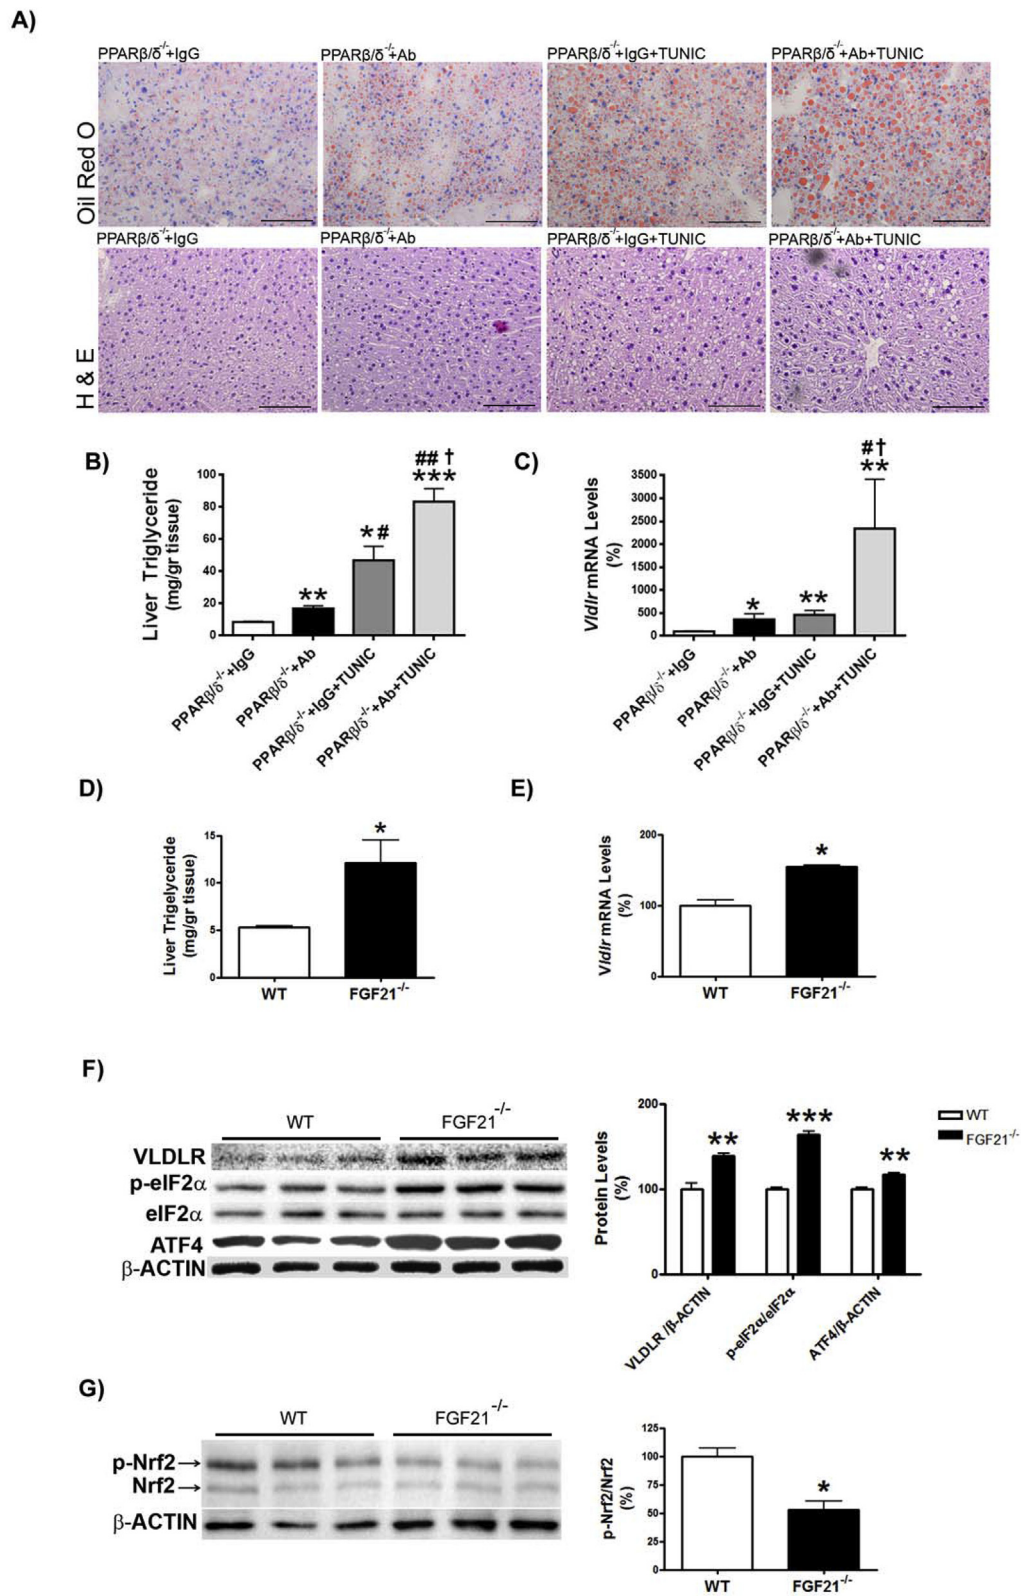 A)
PPARβ/δ-/-+IgG PPARβ/δ-/-+Ab PPARβ/δ-/-+IgG+TUNIC PPARβ/δ-/-+Ab+TUNIC
Oil Red O
PPARβ/δ-/-+IgG PPARβ/δ-/-+Ab PPARβ/δ-/-+IgG+TUNIC PPARβ/δ-/-+Ab+TUNIC
H & E
B)
Liver Triglyceride
(mg/gr tissue)
100
80
60
40
20
0
**
*#
## †
***
PPARβ/δ-/-+IgG
PPARβ/δ-/-+Ab
PPARβ/δ-/-+IgG+TUNIC
PPARβ/δ-/-+Ab+TUNIC
C)
Vldlr mRNA Levels
(%)
3500
3000
2500
2000
1500
1000
500
0
*
**
#†
**
PPARβ/δ-/-+IgG
PPARβ/δ-/-+Ab
PPARβ/δ-/-+IgG+TUNIC
PPARβ/δ-/-+Ab+TUNIC
D)
Liver Trigelyceride
(mg/gr tissue)
15
10
5
0
*
WT FGF21-/-
E)
Vldlr mRNA Levels
(%)
200
100
0
*
WT FGF21-/-
F)
WT FGF21-/-
VLDLR
p-eIF2α
eIF2α
ATF4
β-ACTIN
Protein Levels
(%)
200
100
0
**
***
**
VLDLR /β-ACTIN
p-eIF2α/eIF2α
ATF4/β-ACTIN
WT
FGF21-/-
G)
WT FGF21-/-
p-Nrf2→
Nrf2→
β-ACTIN
p-Nrf2/Nrf2
(%)
125
100
75
50
25
0
*
WT FGF21-/-